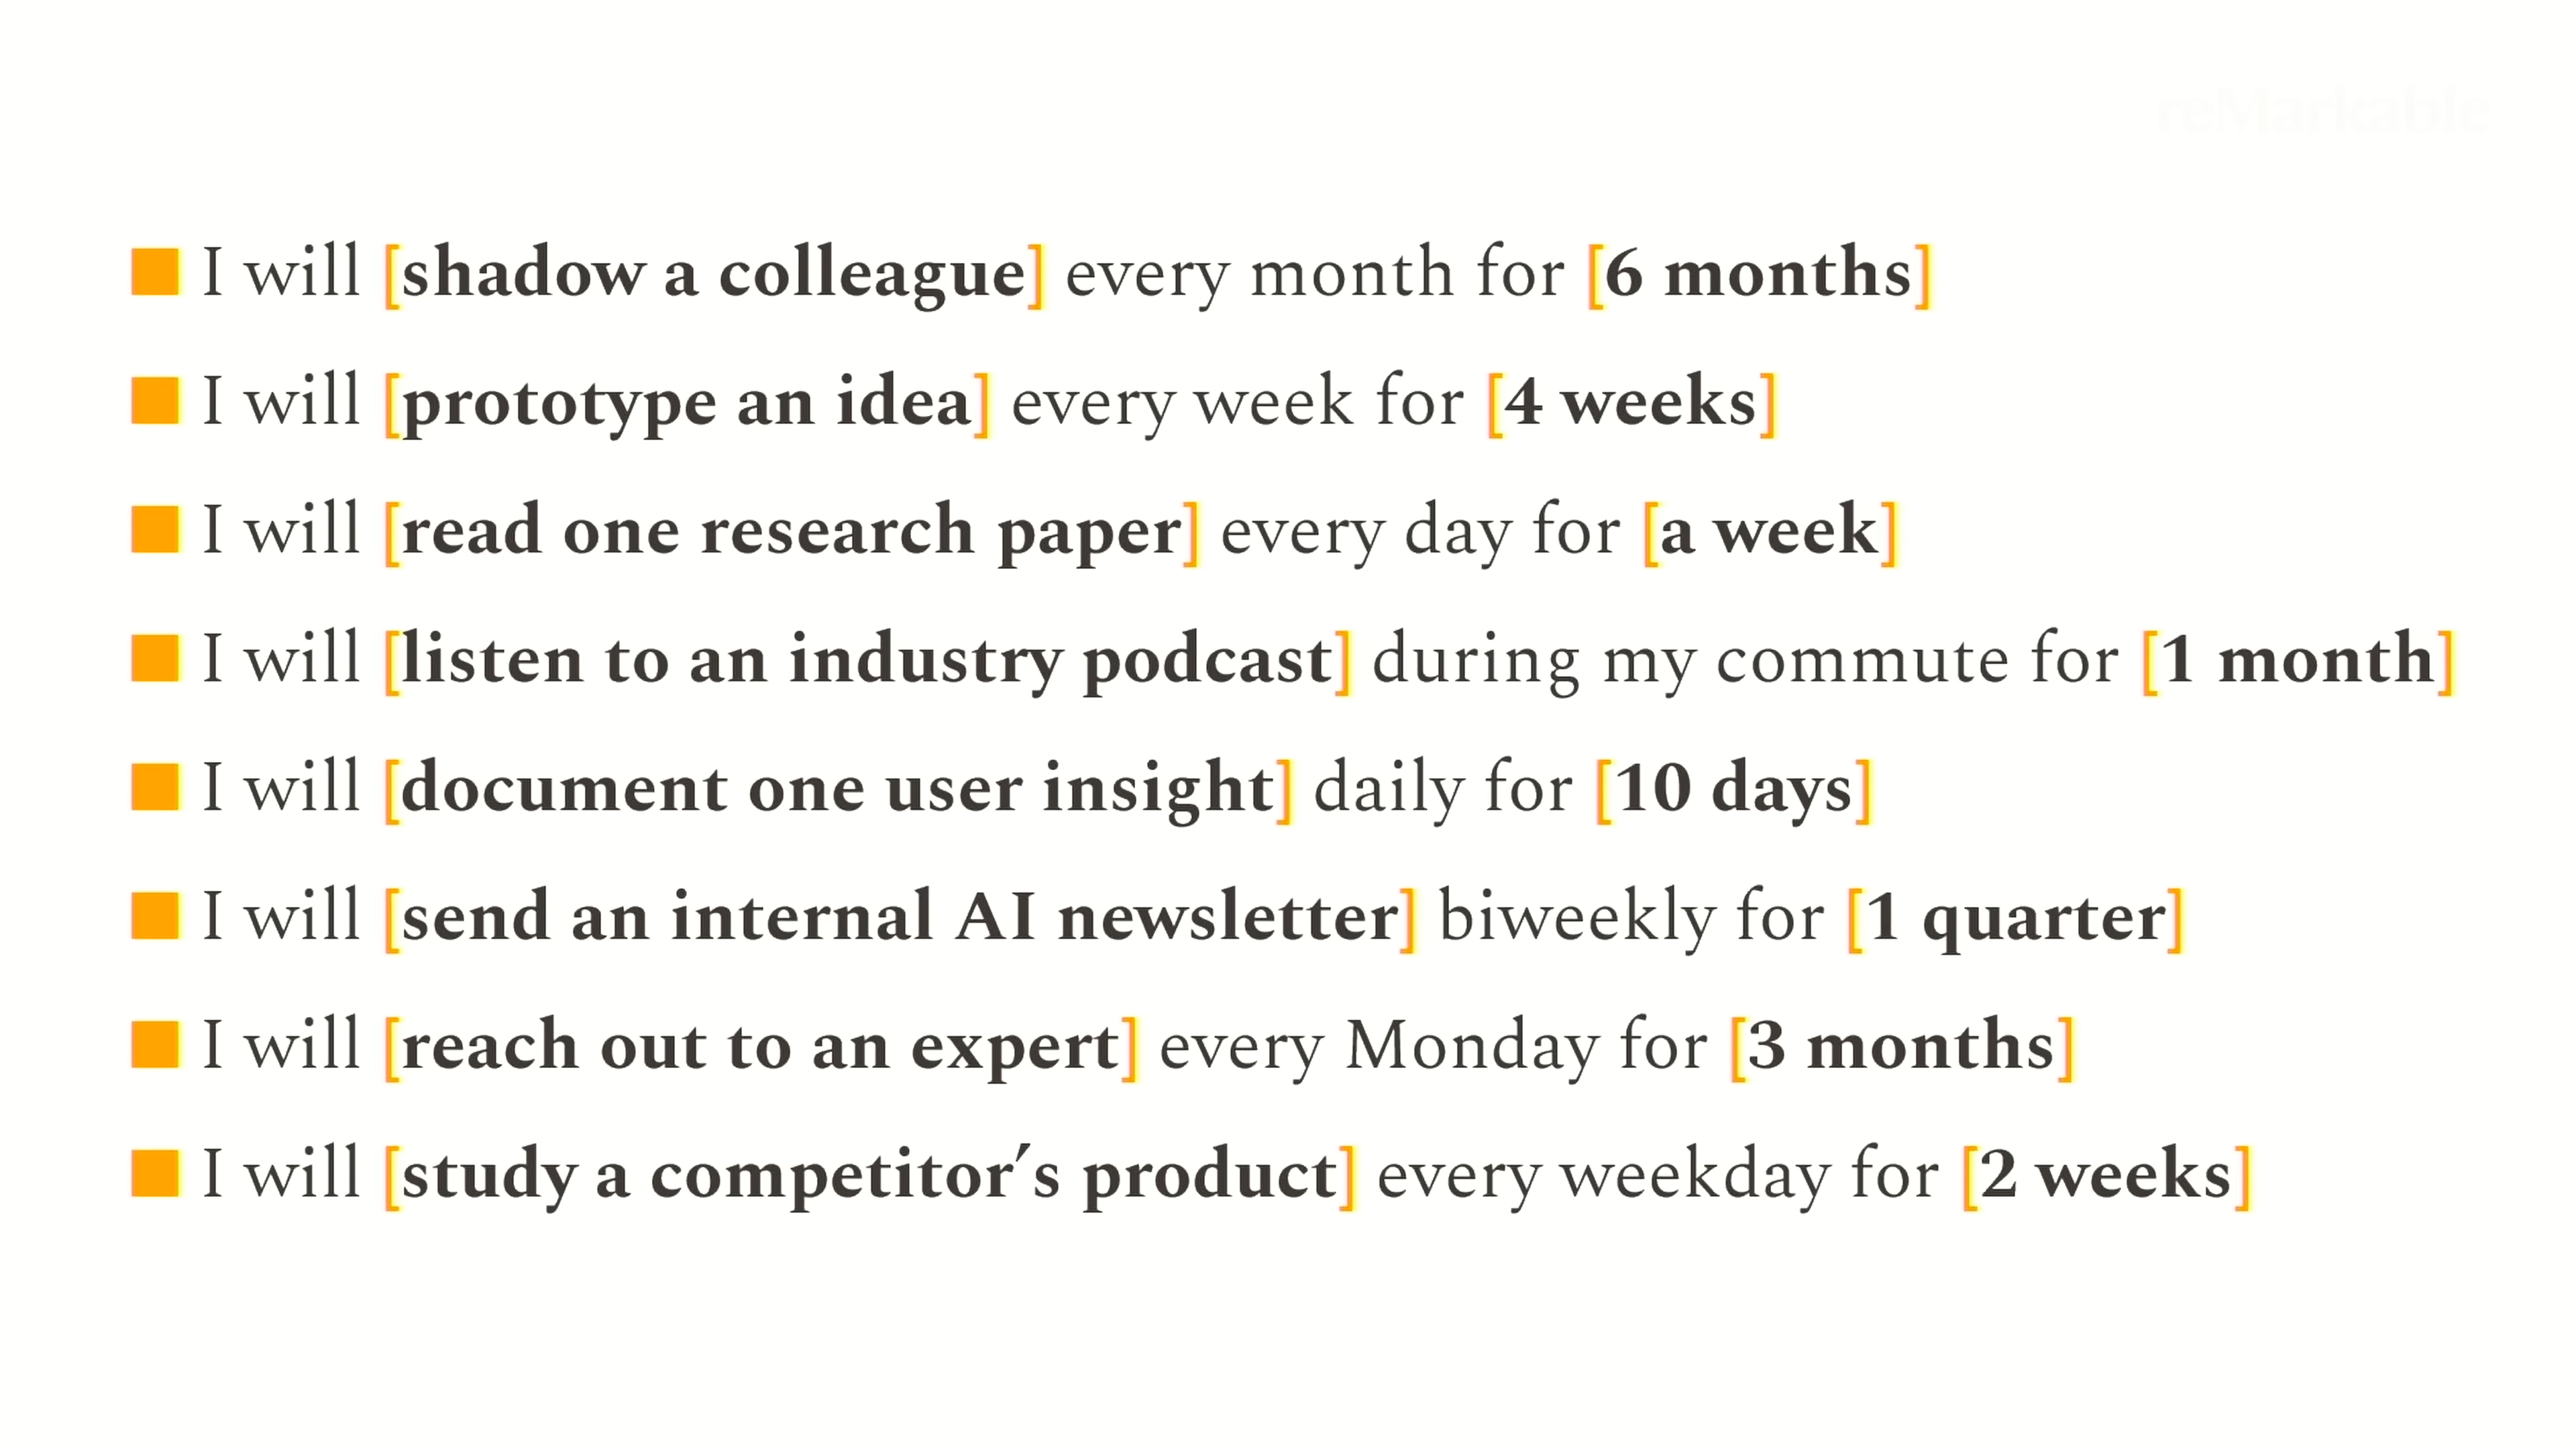 reMarkable
I will [shadow a colleague] every month for [6 months]
I will [prototype an idea] every week for [4 weeks]
I will [read one research paper] every day for [a week]
I will [listen to an industry podcast] during my commute for [1 month]
I will [document one user insight] daily for [10 days]
I will [send an internal AI newsletter] biweekly for [1 quarter]
I will [reach out to an expert] every Monday for [3 months]
I will [study a competitor′s product] every weekday for [2 weeks]